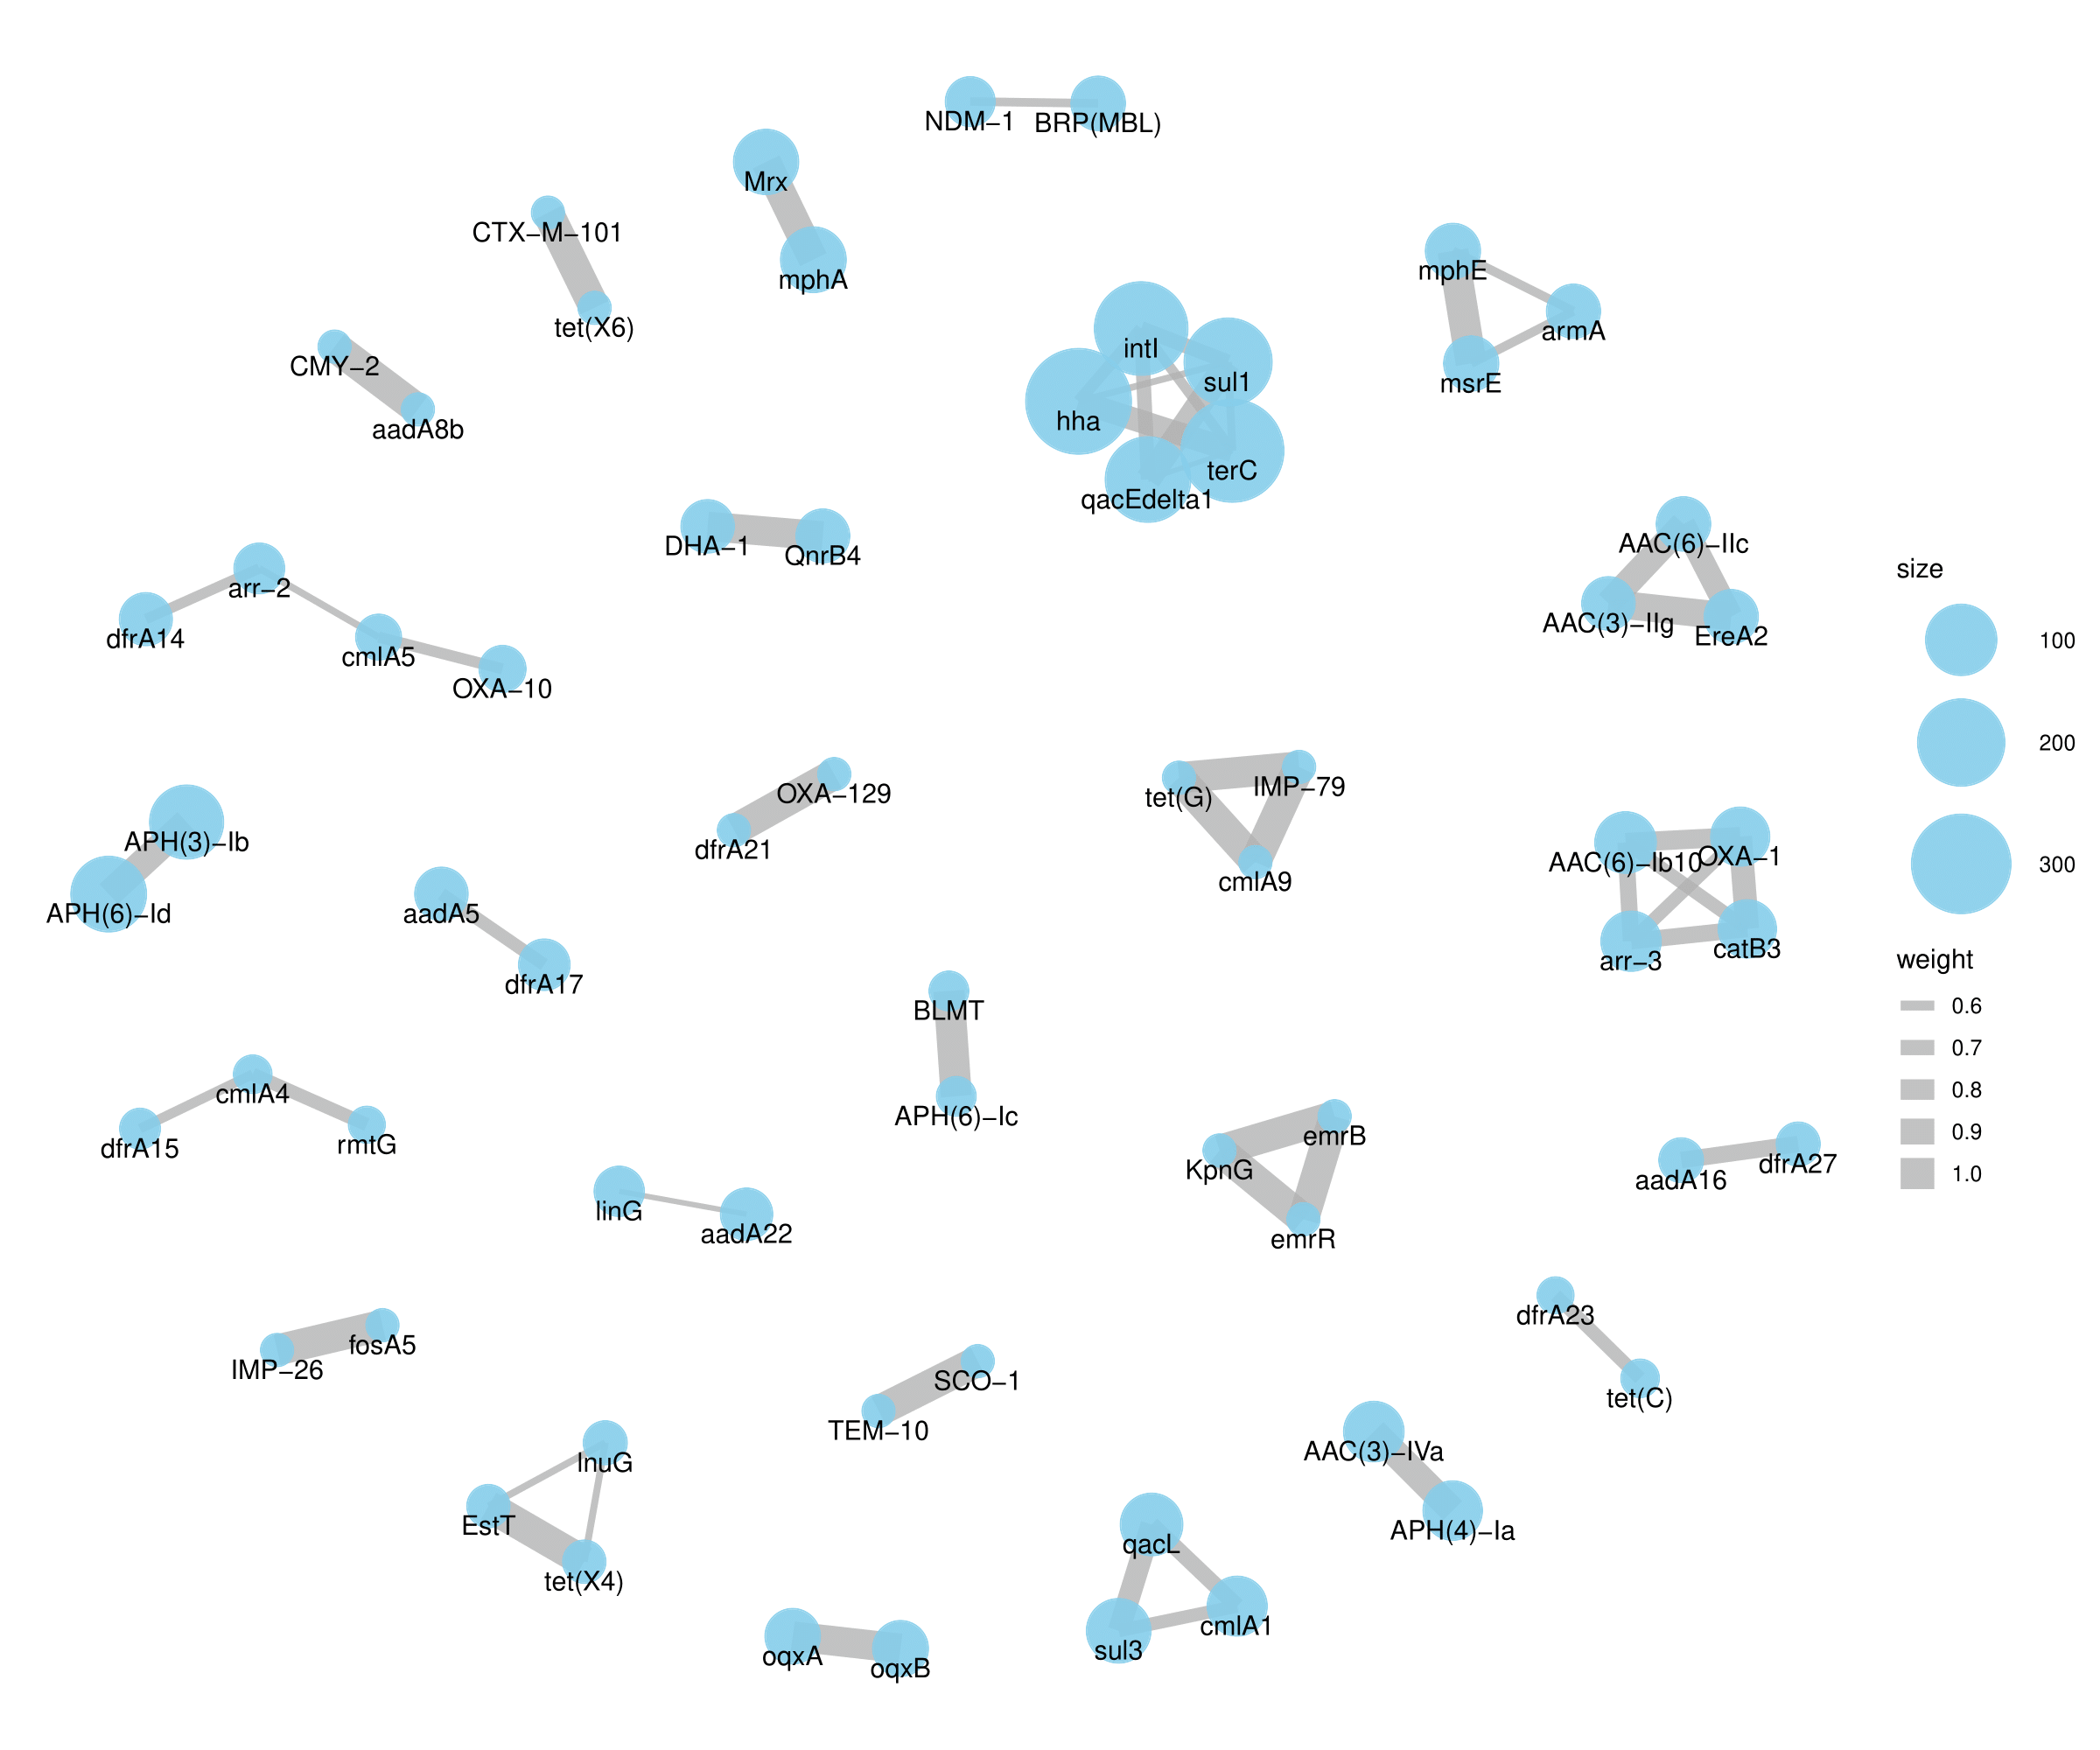 NDM−1
BRP(MBL)
Mrx
mphA
CTX−M−101
tet(X6)
mphE
armA
msrE
intI
sul1
hha
terC
qacEdelta1
CMY−2
aadA8b
DHA−1
QnrB4
AAC(6)−IIc
AAC(3)−IIg
EreA2
arr−2
dfrA14
cmlA5
OXA−10
size
100
200
300
OXA−129
dfrA21
tet(G)
IMP−79
cmlA9
APH(3)−Ib
APH(6)−Id
aadA5
dfrA17
AAC(6)−Ib10
OXA−1
arr−3
catB3
weight
0.6
0.7
0.8
0.9
1.0
BLMT
APH(6)−Ic
cmlA4
dfrA15
rmtG
emrB
KpnG
emrR
aadA16
dfrA27
linG
aadA22
dfrA23
tet(C)
fosA5
IMP−26
SCO−1
TEM−10
lnuG
EstT
tet(X4)
AAC(3)−IVa
APH(4)−Ia
qacL
cmlA1
sul3
oqxA
oqxB